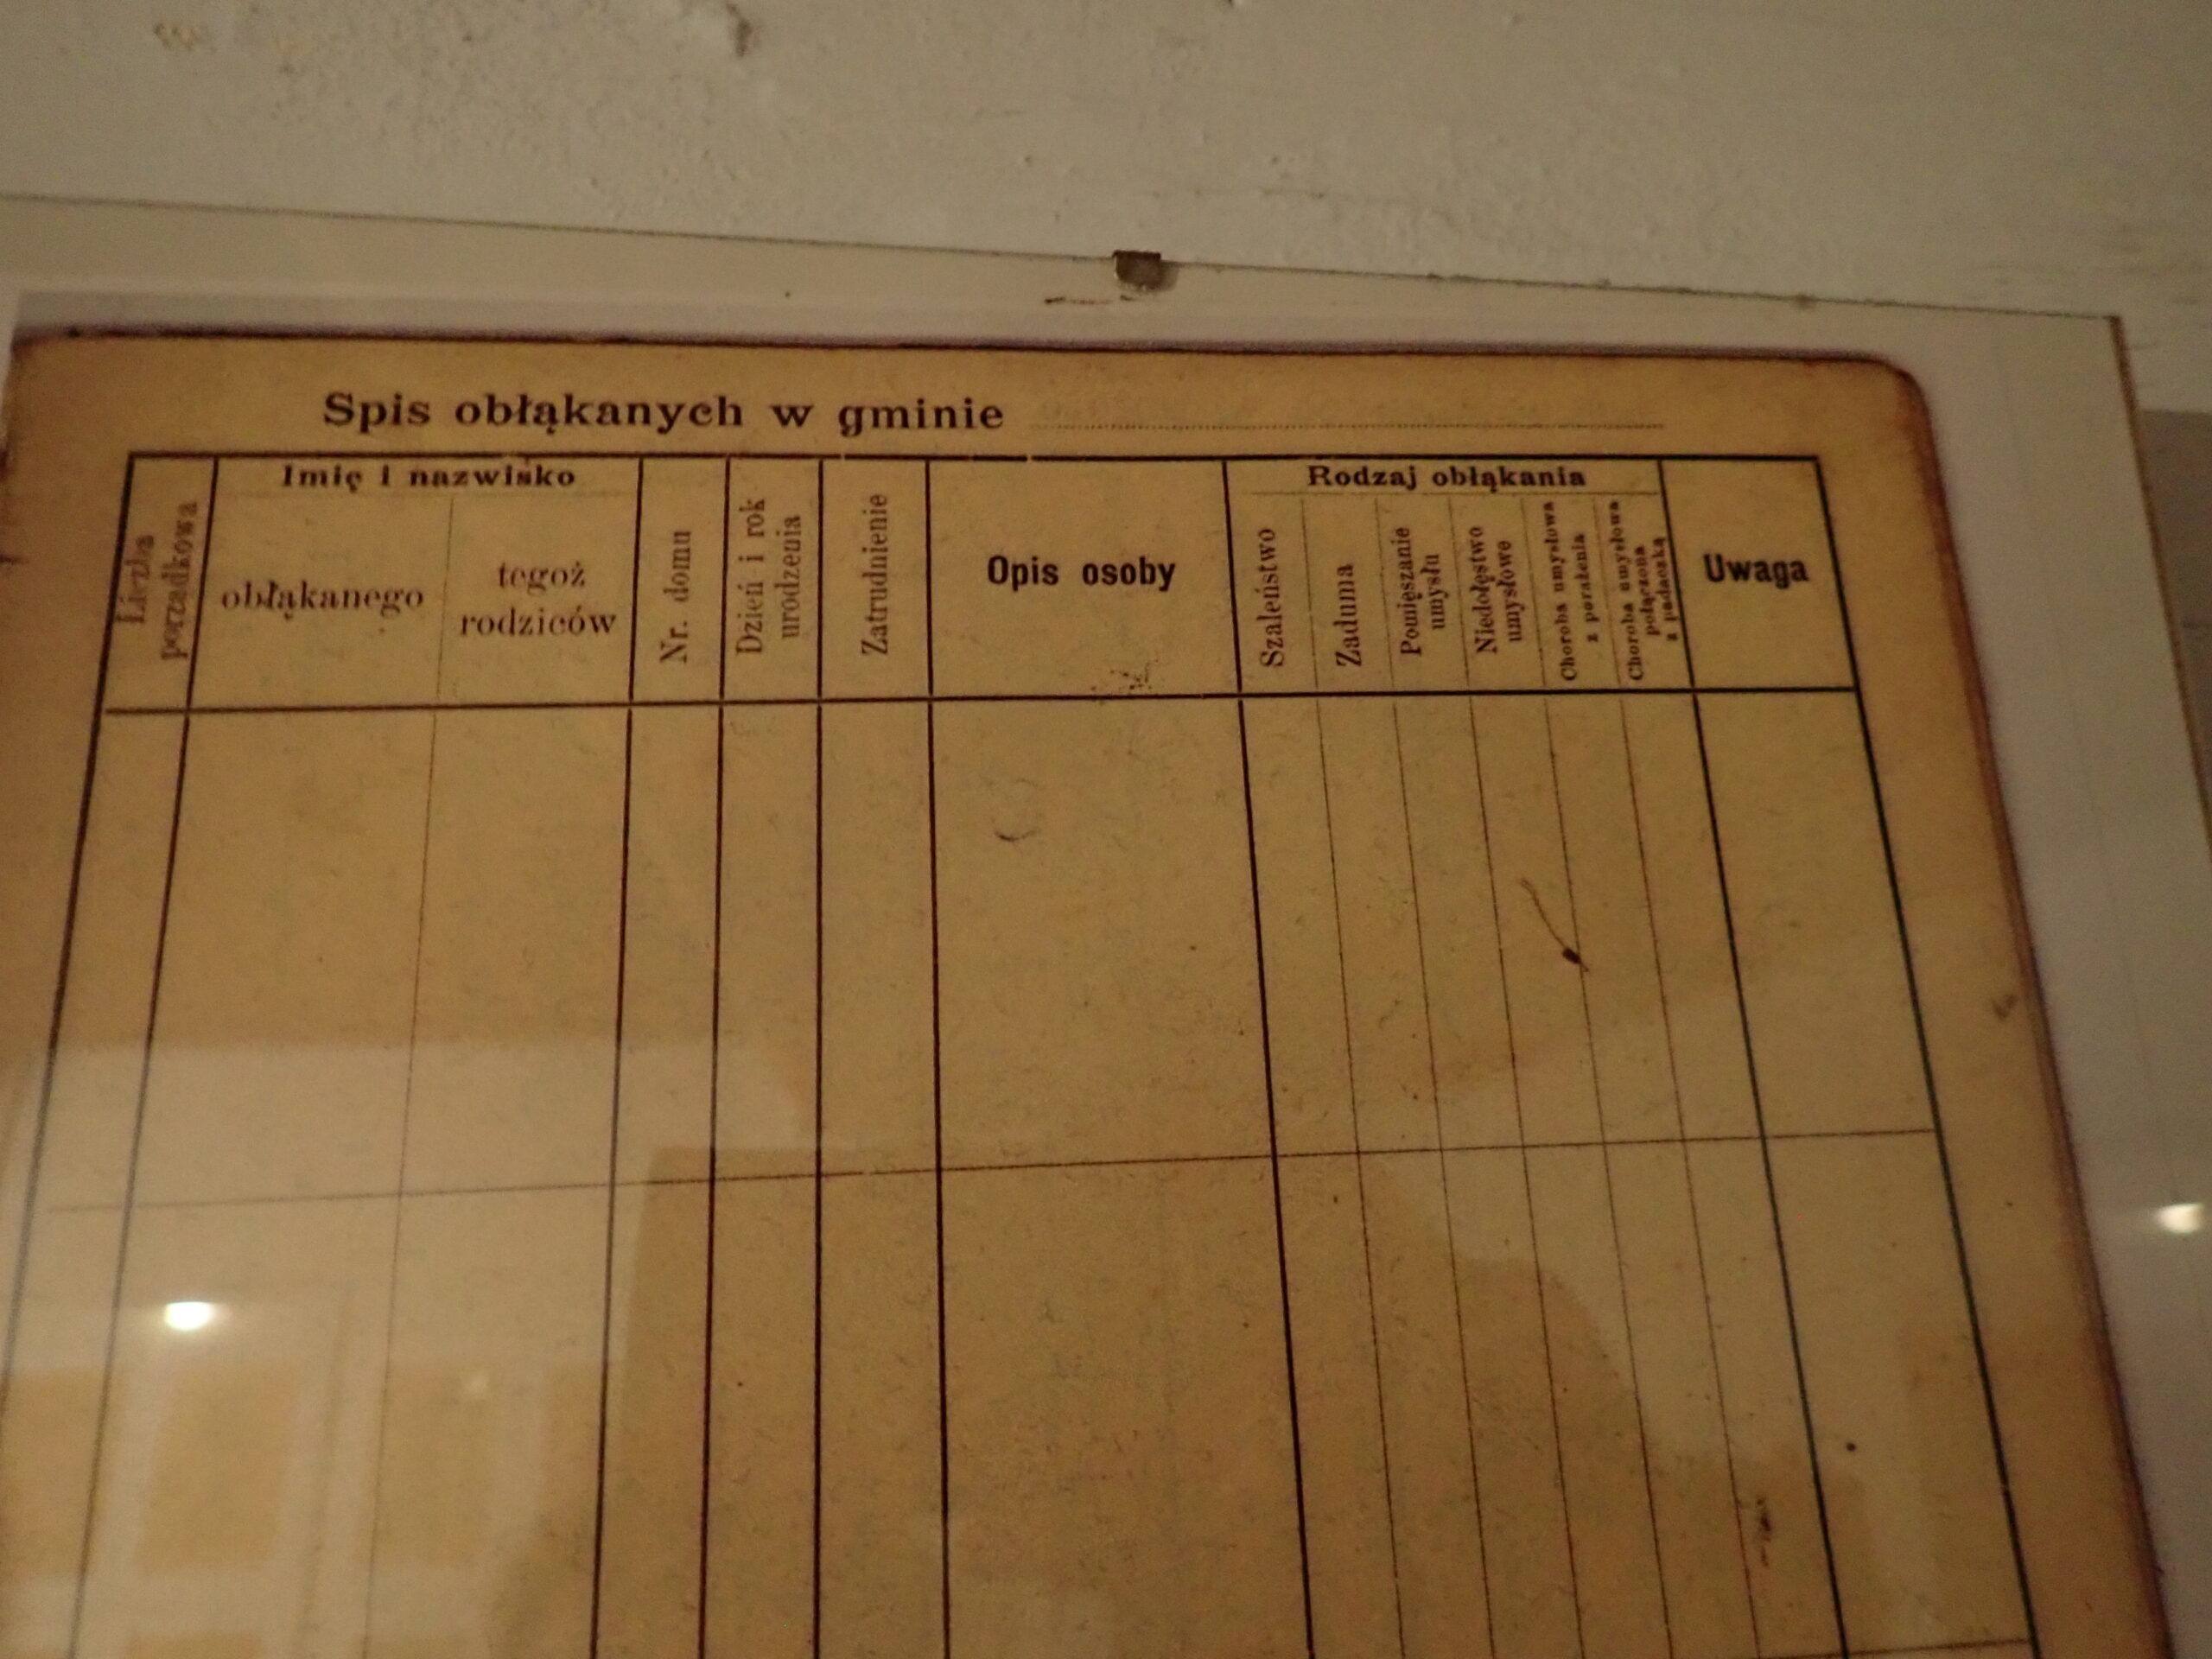 Spis obłąkanych w gminie
Liczba
porządkowa
Imię i nazwisko
obłąkanego
tegoż
rodziców
Nr. domu
Dzień i rok
urodzenia
Zatrudnienie
Opis osoby
Rodzaj obłąkania
Szaleństwo
Zaduma
Pomięszanie
umysłu
Niedołęstwo
umysłowe
Choroba umysłowa
z porażenia
Choroba umysłowa
połączona
z padaczką
Uwaga